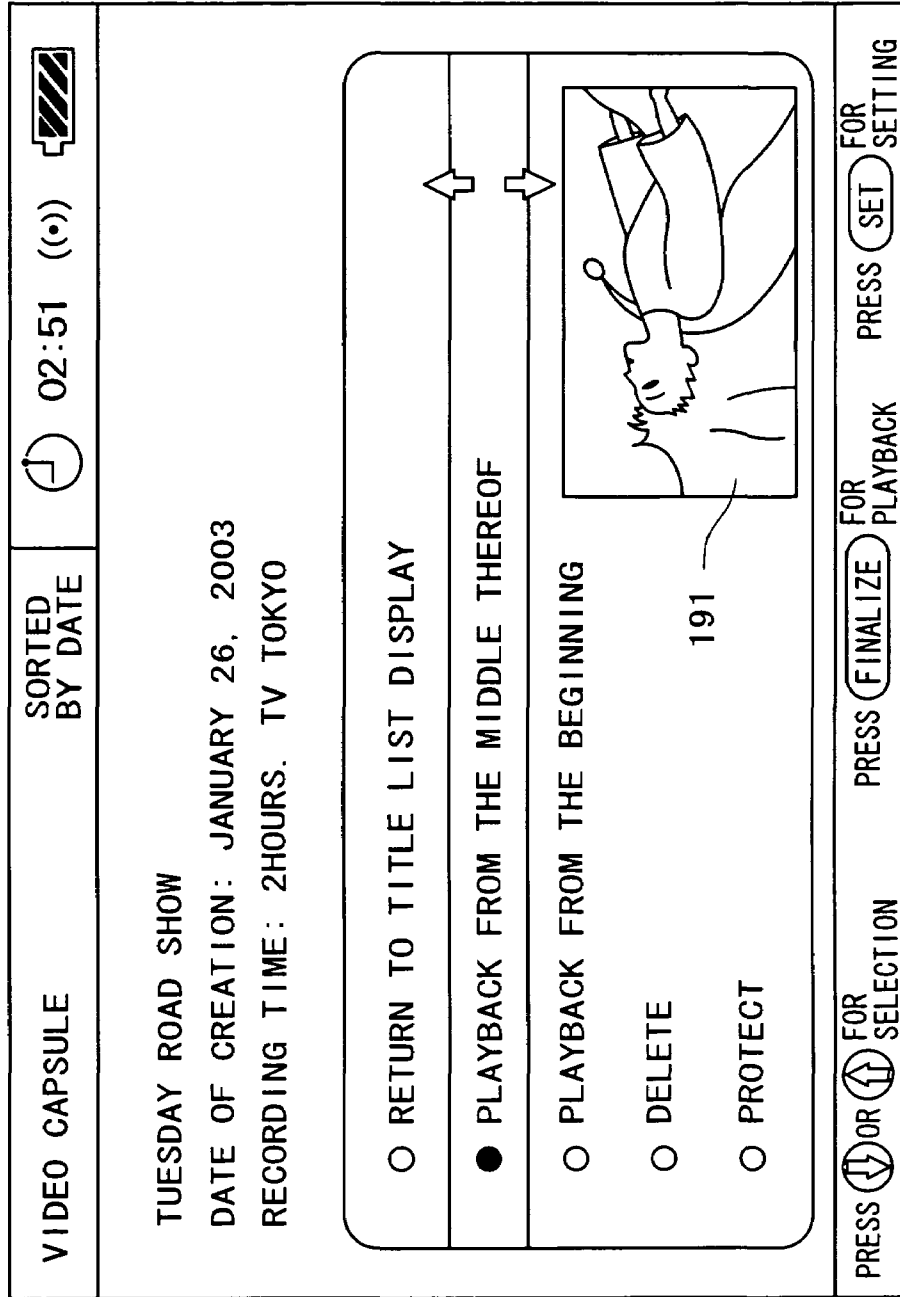 VIDEO CAPSULE
SORTED
BY DATE
02:51
TUESDAY ROAD SHOW
DATE OF CREATION: JANUARY 26, 2003
RECORDING TIME: 2HOURS. TV TOKYO
RETURN TO TITLE LIST DISPLAY
PLAYBACK FROM THE MIDDLE THEREOF
PLAYBACK FROM THE BEGINNING
DELETE
PROTECT
191
PRESS OR FOR
SELECTION
PRESS FINALIZE FOR
PLAYBACK
PRESS SET FOR
SETTING